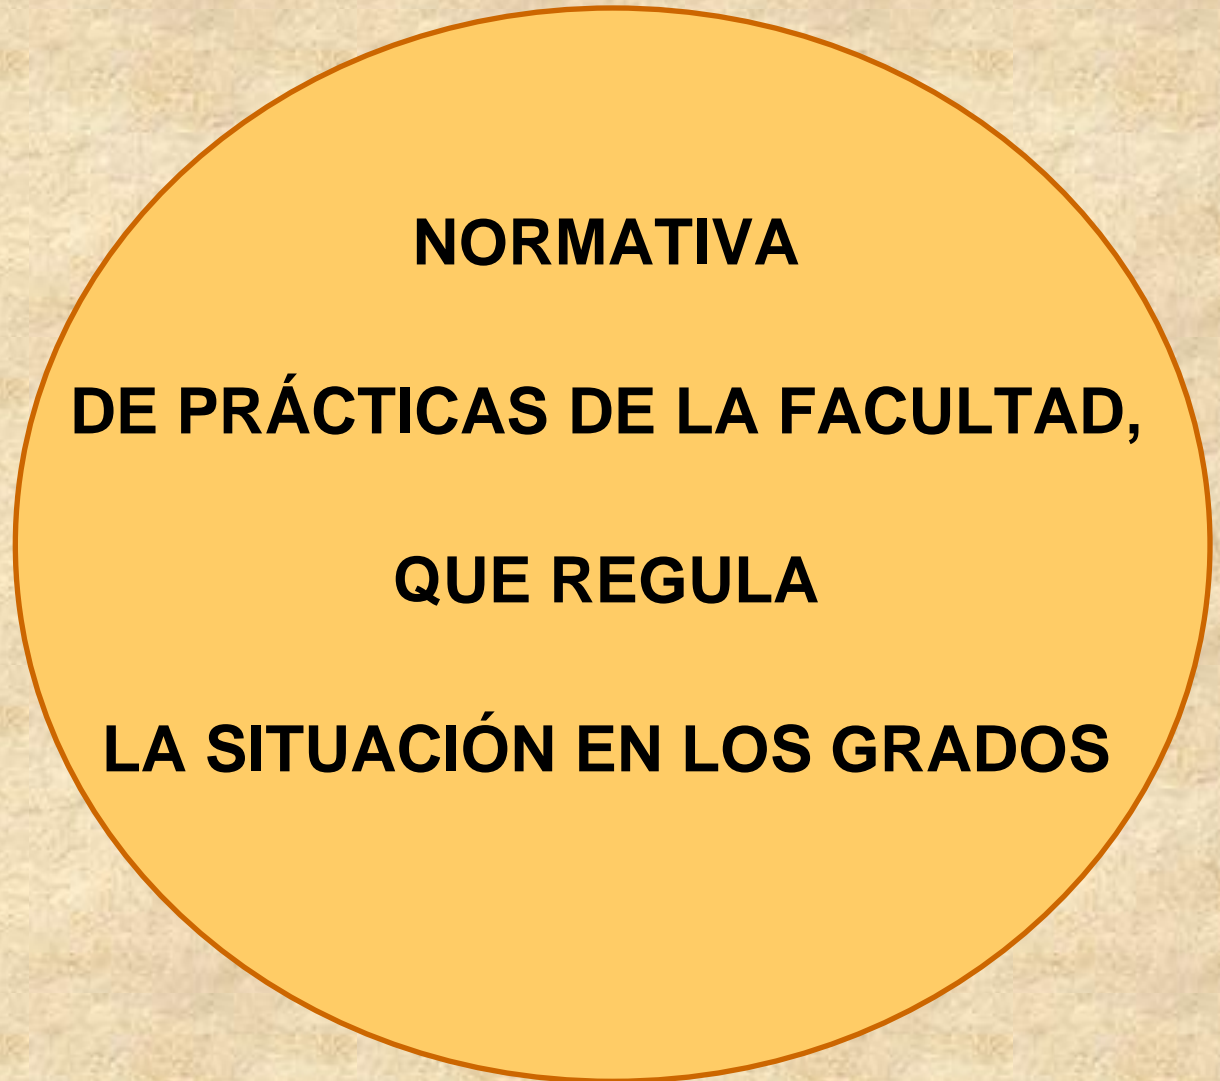 NORMATIVA
DE PRÁCTICAS DE LA FACULTAD,
QUE REGULA
LA SITUACIÓN EN LOS GRADOS